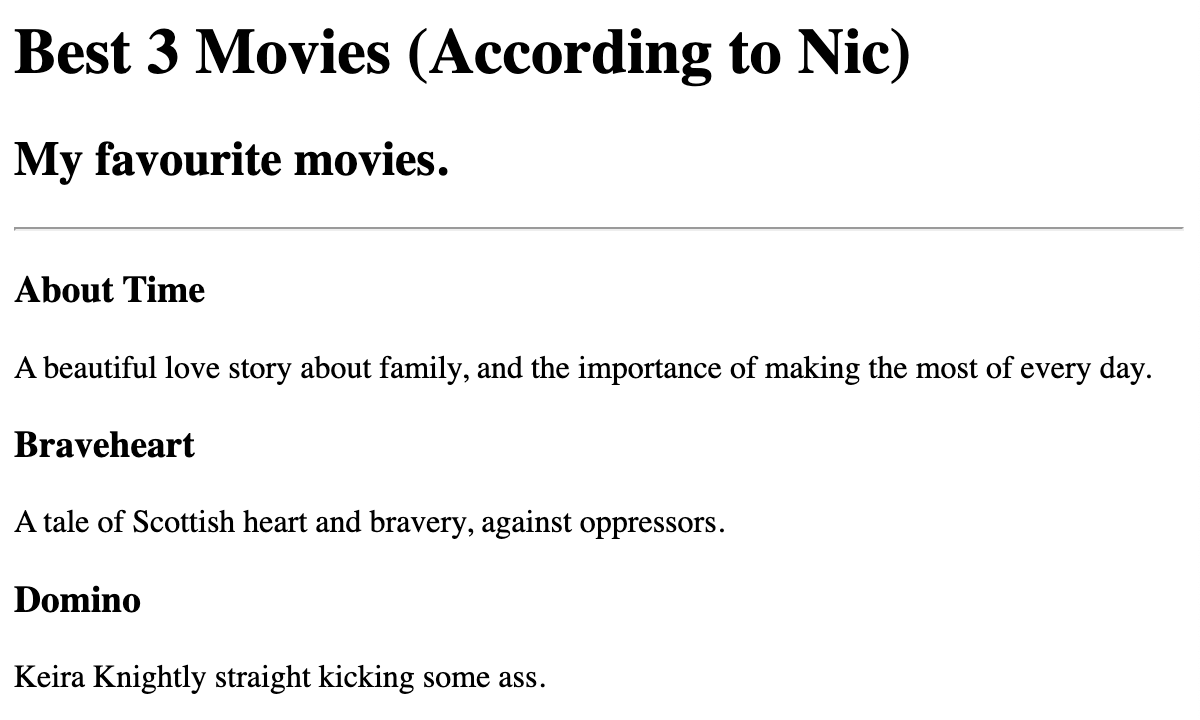 Best 3 Movies (According to Nic)
My favourite movies.
About Time
A beautiful love story about family, and the importance of making the most of every day.
Braveheart
A tale of Scottish heart and bravery, against oppressors.
Domino
Keira Knightly straight kicking some ass.